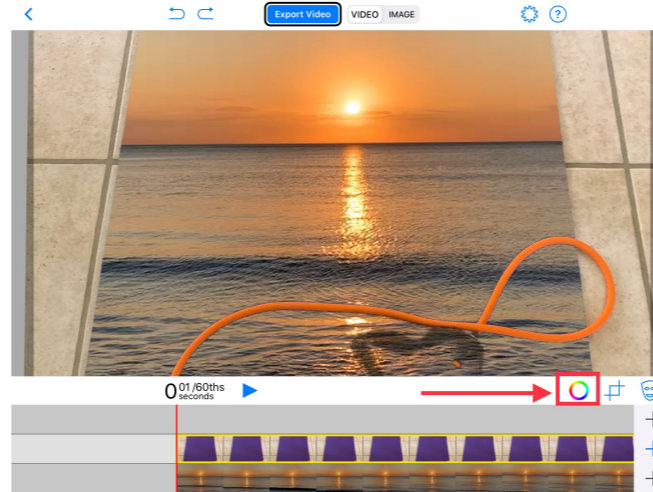 Export Video
VIDEO IMAGE
?
0 01/60ths
seconds